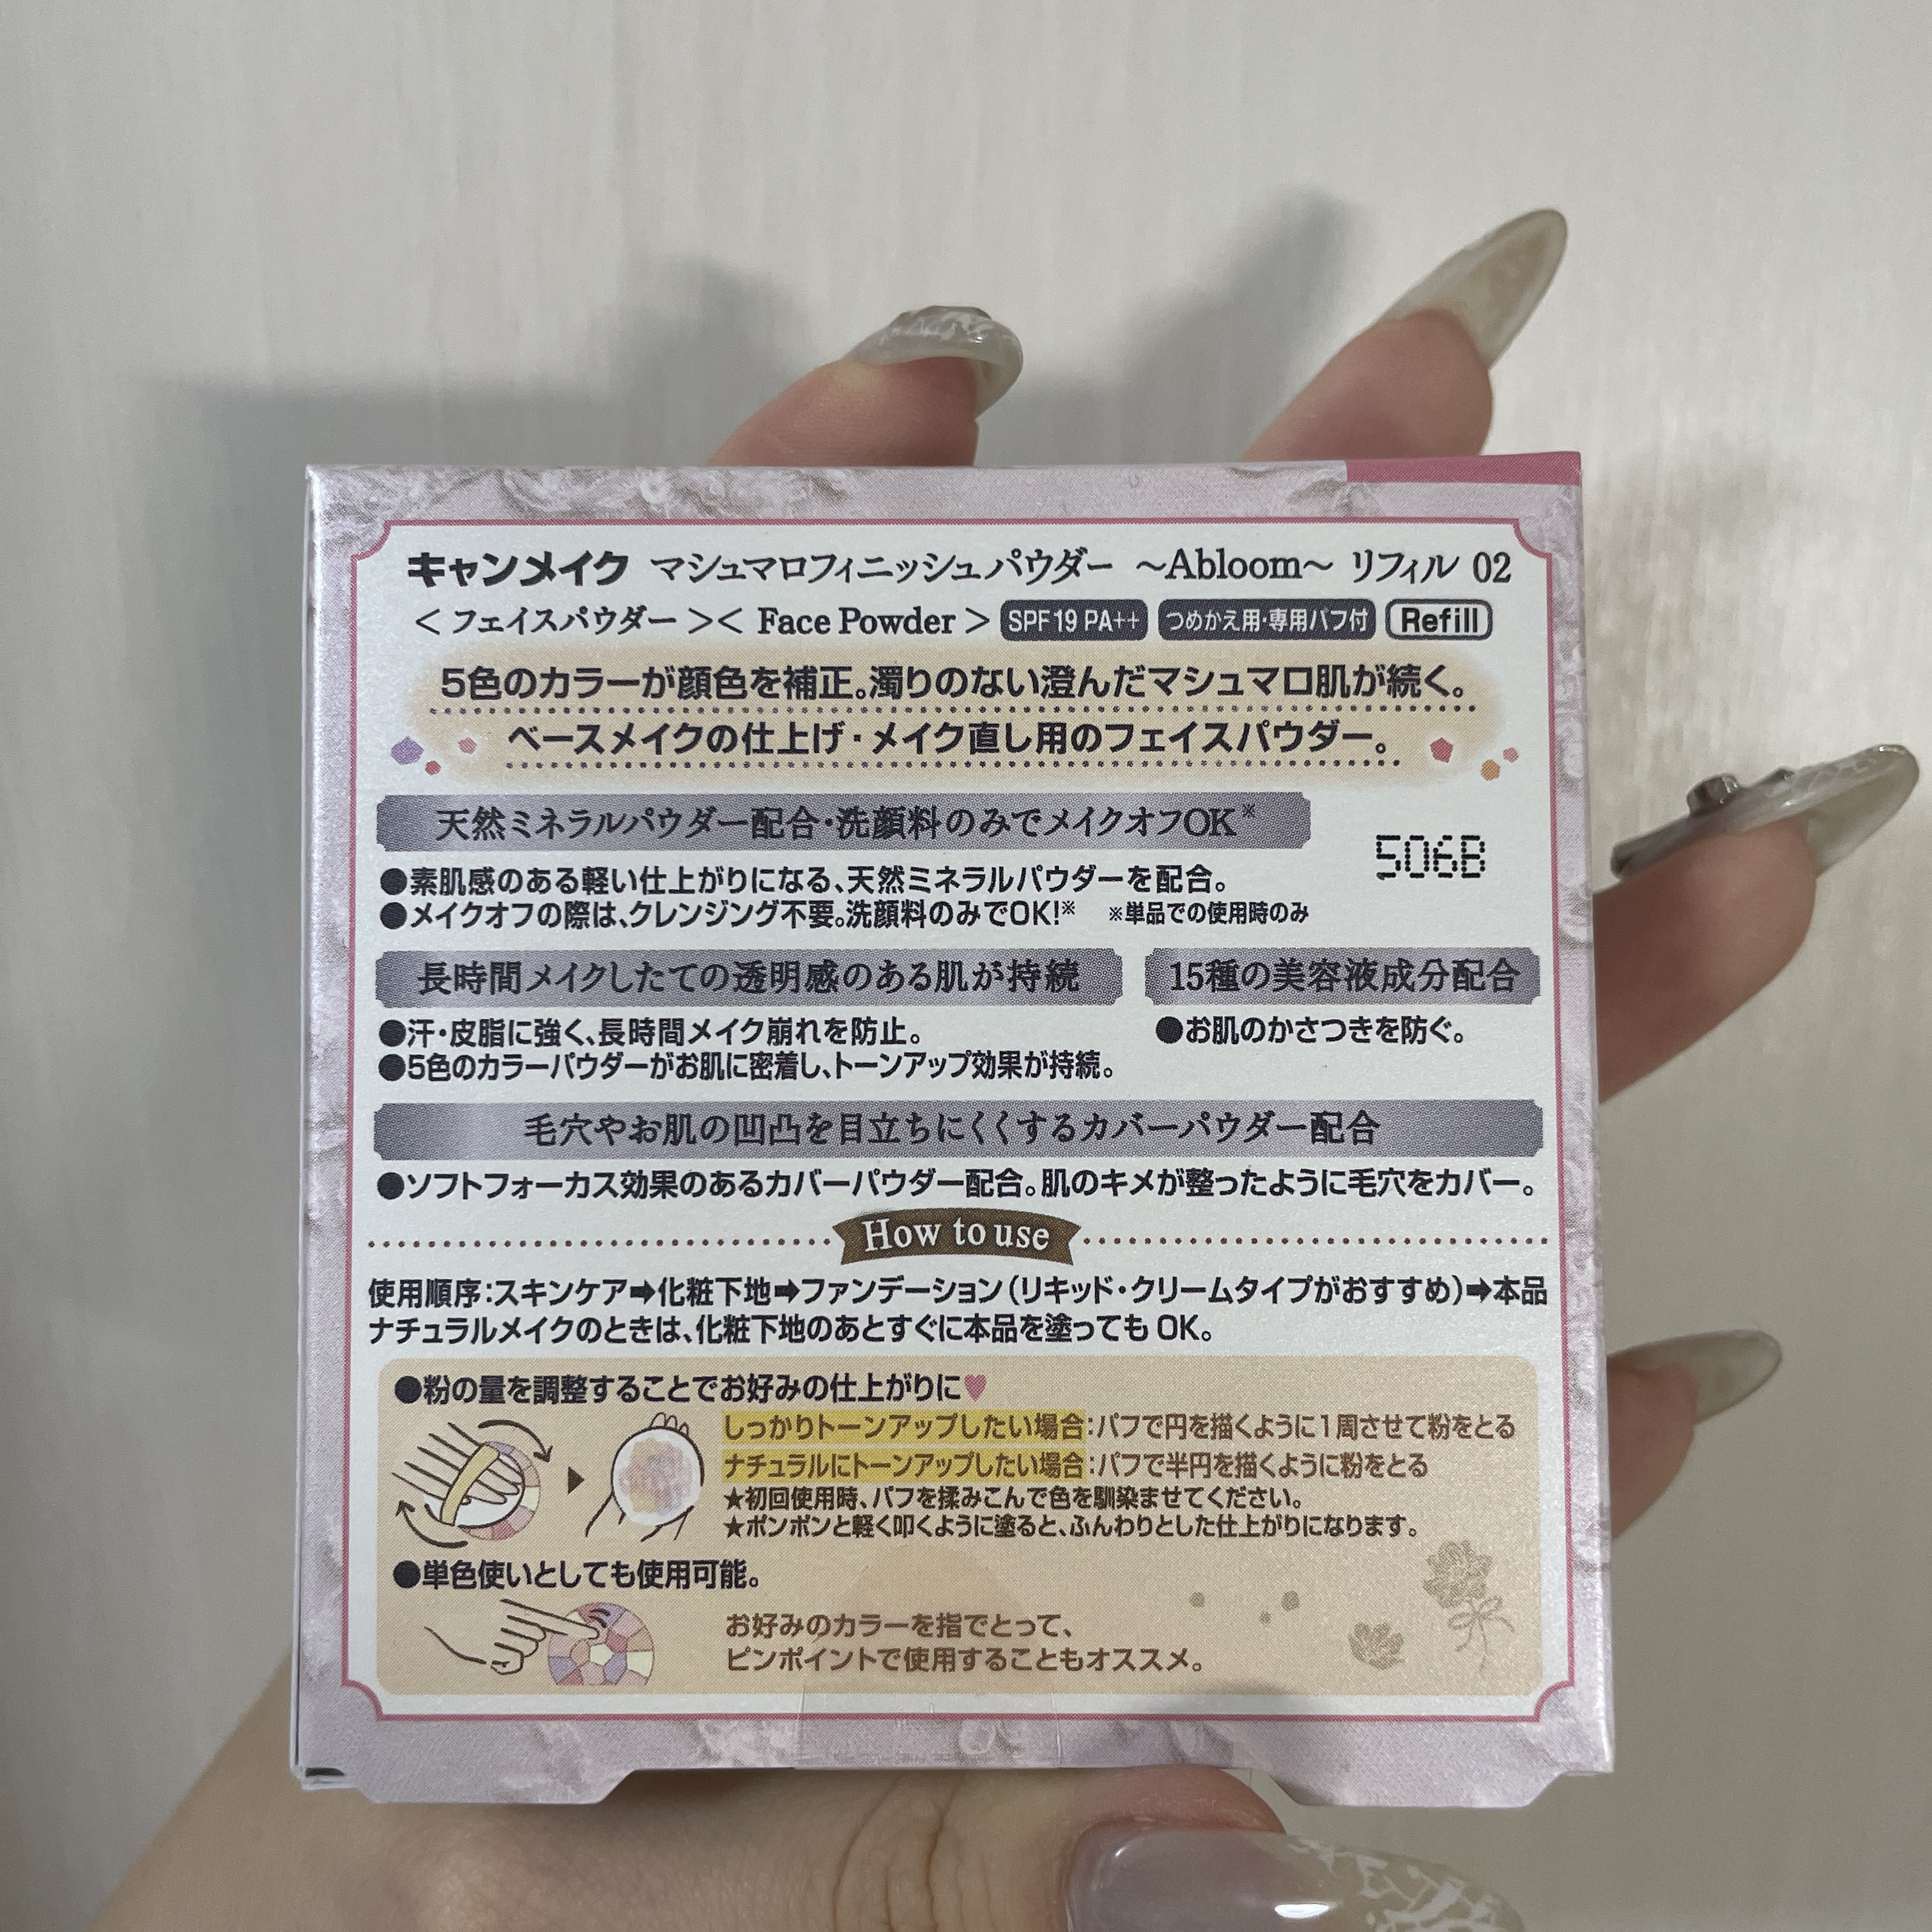 キャンメイク マシュマロフィニッシュパウダー ～Abloom～ リフィル 02
＜フェイスパウダー＞＜ Face Powder ＞ SPF19 PA++ つめかえ用・専用パフ付 Refill
5色のカラーが顔色を補正。濁りのない澄んだマシュマロ肌が続く。
ベースメイクの仕上げ・メイク直し用のフェイスパウダー。
天然ミネラルパウダー配合・洗顔料のみでメイクオフOK※
506B
●素肌感のある軽い仕上がりになる、天然ミネラルパウダーを配合。
●メイクオフの際は、クレンジング不要。洗顔料のみでOK!※ ※単品での使用時のみ
長時間メイクしたての透明感のある肌が持続
●汗・皮脂に強く、長時間メイク崩れを防止。
●5色のカラーパウダーがお肌に密着し、トーンアップ効果が持続。
15種の美容液成分配合
●お肌のかさつきを防ぐ。
毛穴やお肌の凹凸を目立ちにくくするカバーパウダー配合
●ソフトフォーカス効果のあるカバーパウダー配合。肌のキメが整ったように毛穴をカバー。
How to use
使用順序：スキンケア➡化粧下地➡ファンデーション（リキッド・クリームタイプがおすすめ）➡本品
ナチュラルメイクのときは、化粧下地のあとすぐに本品を塗ってもOK。
●粉の量を調整することでお好みの仕上がりに♥
しっかりトーンアップしたい場合：パフで円を描くように1周させて粉をとる
ナチュラルにトーンアップしたい場合：パフで半円を描くように粉をとる
★初回使用時、パフを揉みこんで色を馴染ませてください。
★ポンポンと軽く叩くように塗ると、ふんわりとした仕上がりになります。
●単色使いとしても使用可能。
お好みのカラーを指でとって、
ピンポイントで使用することもオススメ。